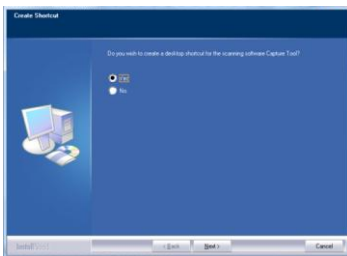 Create Shortcut
Do you wish to create a desktop shortcut for the scanning software Capture Tool?
Yes
No
InstallShield
< Back
Next >
Cancel